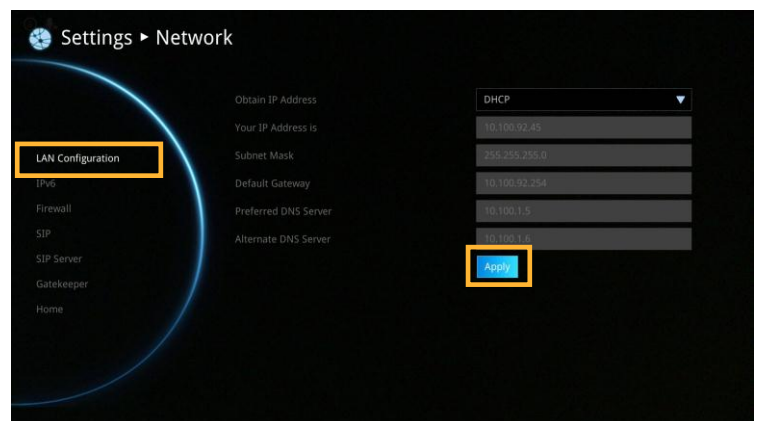 Settings ▸ Network
Obtain IP Address DHCP
Your IP Address is 10.100.92.45
LAN Configuration Subnet Mask 255.255.255.0
IPv6 Default Gateway 10.100.92.254
Firewall Preferred DNS Server 10.100.1.5
SIP Alternate DNS Server 10.100.1.6
SIP Server Apply
Gatekeeper
Home